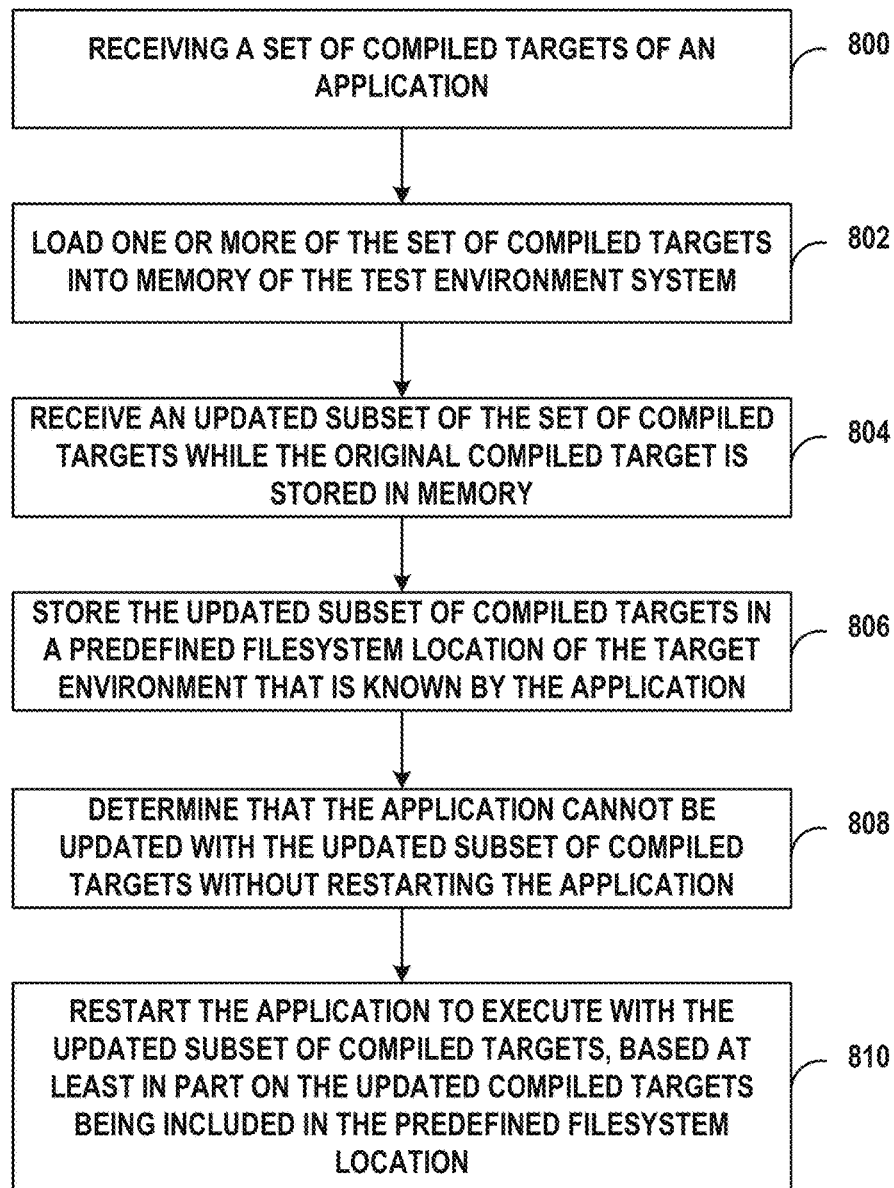 RECEIVING A SET OF COMPILED TARGETS OF AN
APPLICATION
800
LOAD ONE OR MORE OF THE SET OF COMPILED TARGETS
INTO MEMORY OF THE TEST ENVIRONMENT SYSTEM
802
RECEIVE AN UPDATED SUBSET OF THE SET OF COMPILED
TARGETS WHILE THE ORIGINAL COMPILED TARGET IS
STORED IN MEMORY
804
STORE THE UPDATED SUBSET OF COMPILED TARGETS IN
A PREDEFINED FILESYSTEM LOCATION OF THE TARGET
ENVIRONMENT THAT IS KNOWN BY THE APPLICATION
806
DETERMINE THAT THE APPLICATION CANNOT BE
UPDATED WITH THE UPDATED SUBSET OF COMPILED
TARGETS WITHOUT RESTARTING THE APPLICATION
808
RESTART THE APPLICATION TO EXECUTE WITH THE
UPDATED SUBSET OF COMPILED TARGETS, BASED AT
LEAST IN PART ON THE UPDATED COMPILED TARGETS
BEING INCLUDED IN THE PREDEFINED FILESYSTEM
LOCATION
810